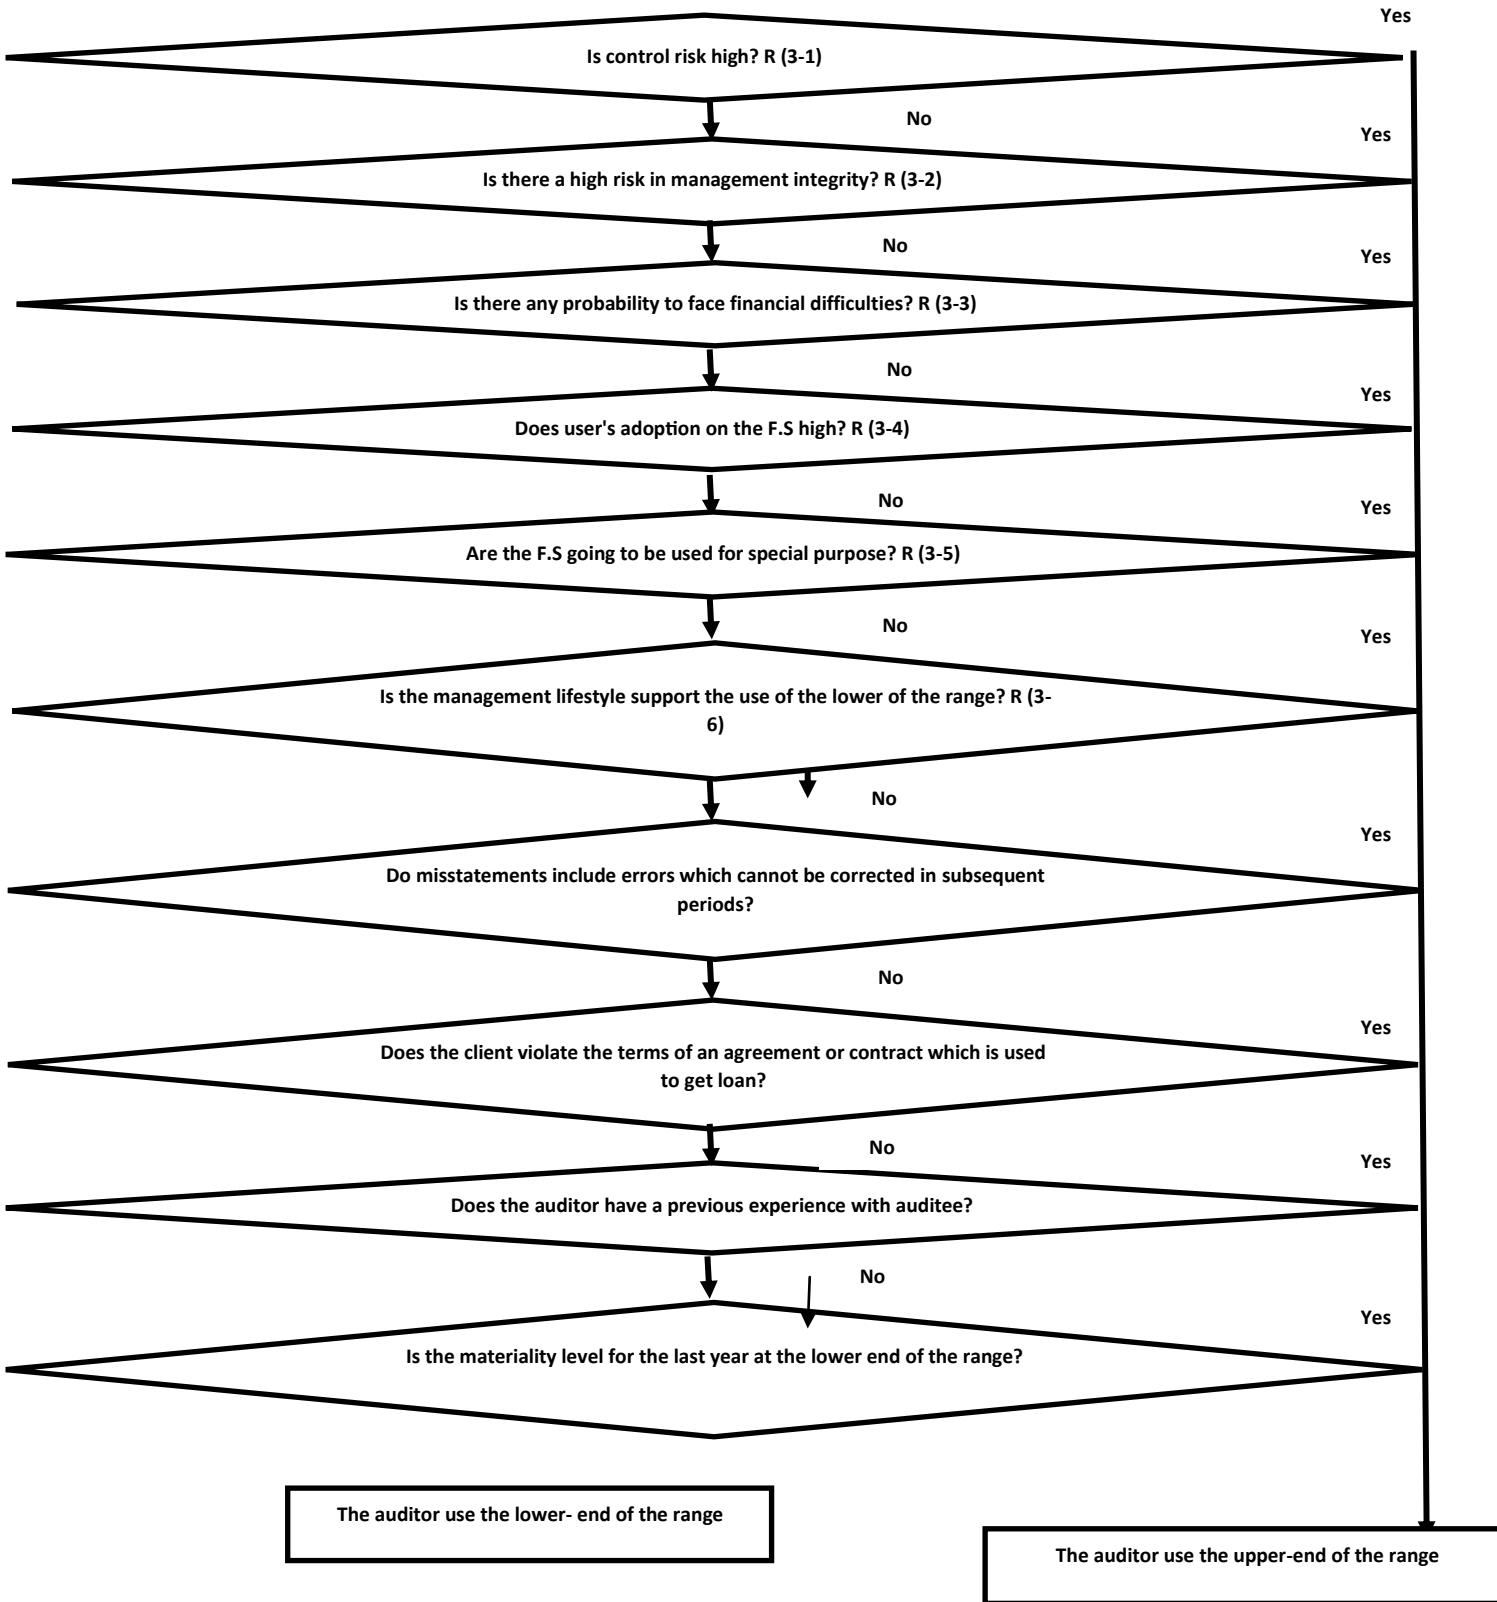 Yes
Is control risk high? R (3-1)
No
Yes
Is there a high risk in management integrity? R (3-2)
No
Yes
Is there any probability to face financial difficulties? R (3-3)
No
Yes
Does user's adoption on the F.S high? R (3-4)
No
Yes
Are the F.S going to be used for special purpose? R (3-5)
No
Yes
Is the management lifestyle support the use of the lower of the range? R (3-
6)
No
Yes
Do misstatements include errors which cannot be corrected in subsequent
periods?
No
Yes
Does the client violate the terms of an agreement or contract which is used
to get loan?
No
Yes
Does the auditor have a previous experience with auditee?
No
Yes
Is the materiality level for the last year at the lower end of the range?
The auditor use the lower- end of the range
The auditor use the upper-end of the range